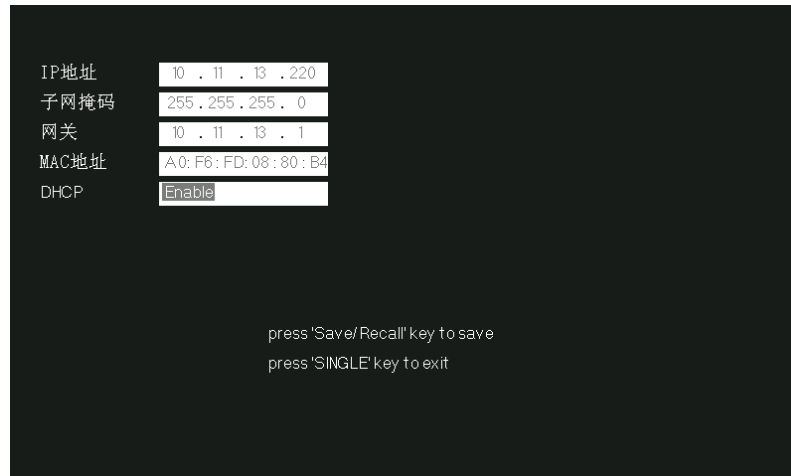 IP地址 10 . 11 . 13 . 220
子网掩码 255 . 255 . 255 . 0
网关 10 . 11 . 13 . 1
MAC地址 A0: F6: FD: 08: 80: B4
DHCP Enable
press 'Save/Recall' key to save
press 'SINGLE' key to exit